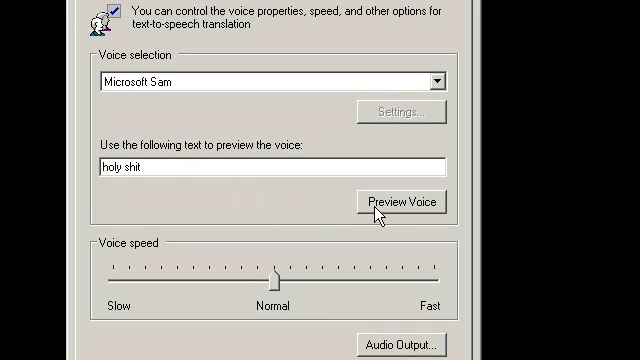 You can control the voice properties, speed, and other options for
text-to-speech translation
Voice selection
Microsoft Sam
Settings...
Use the following text to preview the voice:
holy shit
Preview Voice
Voice speed
Slow Normal Fast
Audio Output...